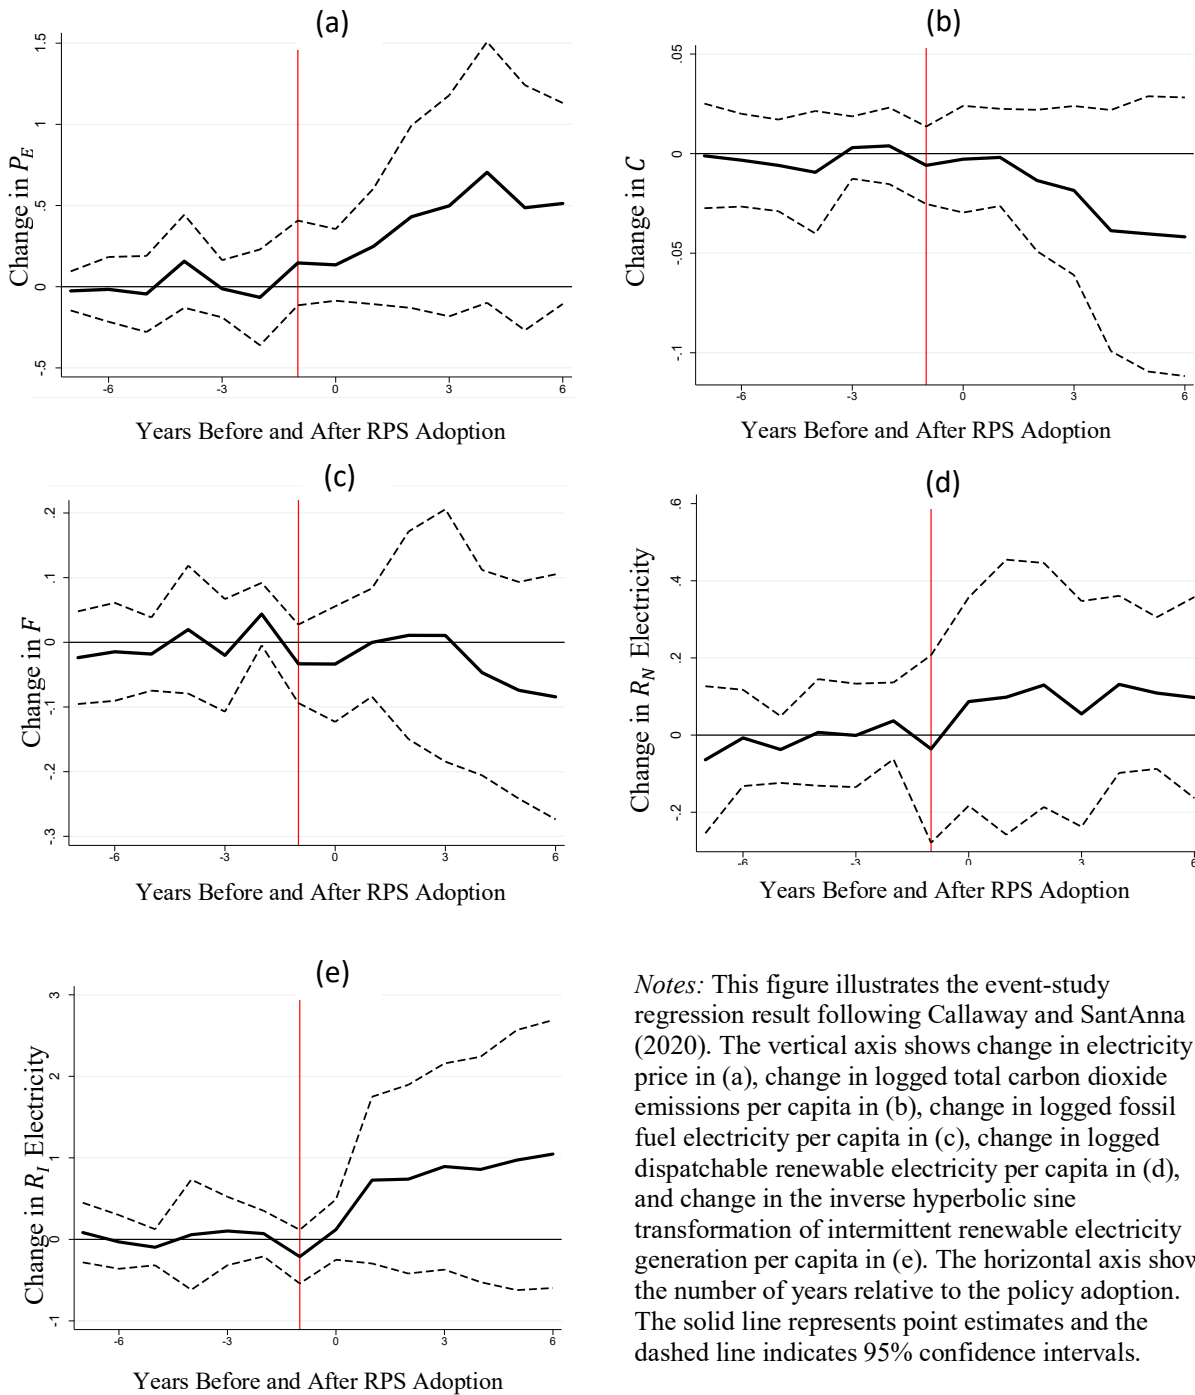 (a)
1.5
1
.5
0
-.5
Change in P_E
-6
-3
0
3
6
Years Before and After RPS Adoption
(b)
.05
0
-.05
-.1
Change in C
-6
-3
0
3
6
Years Before and After RPS Adoption
(c)
.2
.1
0
-.1
-.2
-.3
Change in F
-6
-3
0
3
6
Years Before and After RPS Adoption
(d)
.6
.4
.2
0
-.2
Change in R_N Electricity
-6
-3
0
3
6
Years Before and After RPS Adoption
(e)
3
2
1
0
-1
Change in R_I Electricity
-6
-3
0
3
6
Years Before and After RPS Adoption
Notes: This figure illustrates the event-study
regression result following Callaway and SantAnna
(2020). The vertical axis shows change in electricity
price in (a), change in logged total carbon dioxide
emissions per capita in (b), change in logged fossil
fuel electricity per capita in (c), change in logged
dispatchable renewable electricity per capita in (d),
and change in the inverse hyperbolic sine
transformation of intermittent renewable electricity
generation per capita in (e). The horizontal axis show
the number of years relative to the policy adoption.
The solid line represents point estimates and the
dashed line indicates 95% confidence intervals.